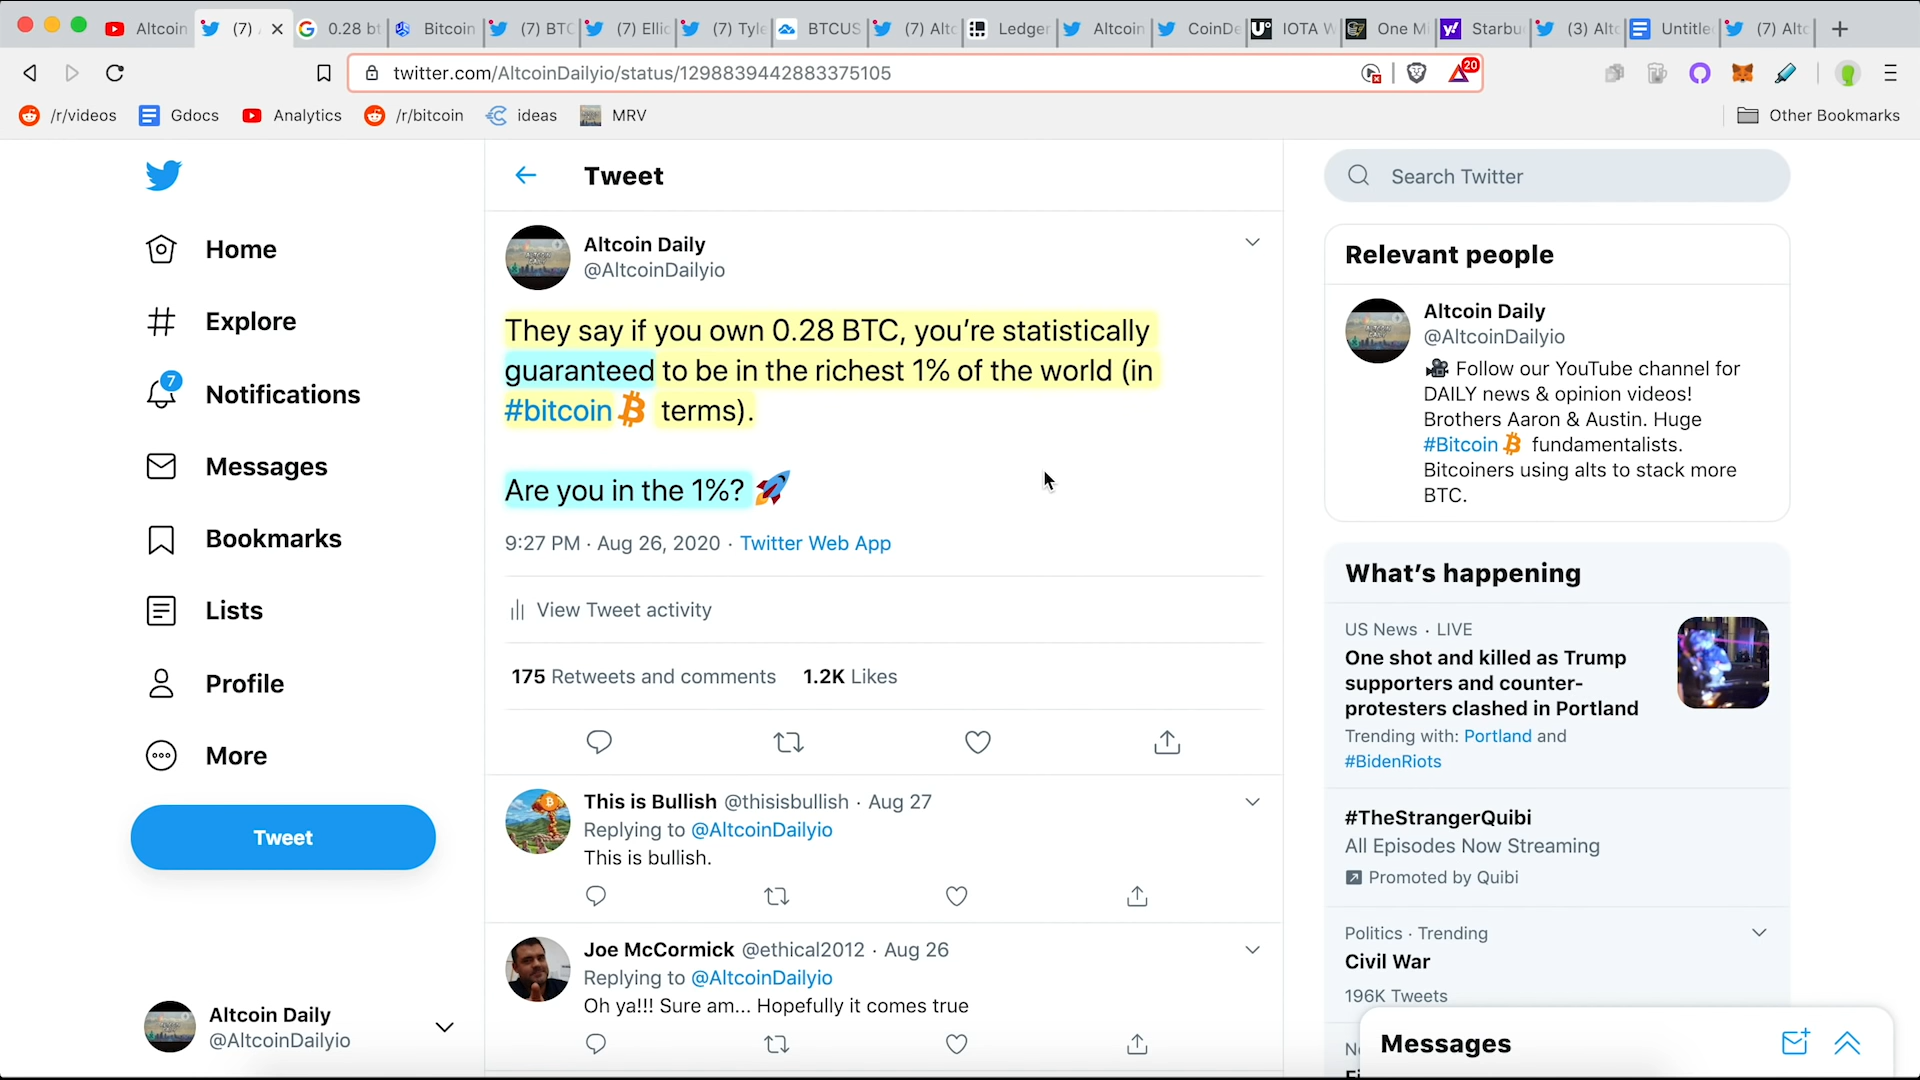 Altcoin
(7)
0.28 bt
Bitcoin
(7) BTC
(7) Ellio
(7) Tyle
BTCUS
(7) Altc
Ledger
Altcoin
CoinDe
IOTA W
One Mi
Starbu
(3) Altc
Untitle
(7) Altc
twitter.com/AltcoinDailyio/status/1298839442883375105
20
/r/videos
Gdocs
Analytics
/r/bitcoin
ideas
MRV
Other Bookmarks
Home
Explore
7
Notifications
Messages
Bookmarks
Lists
Profile
More
Tweet
Altcoin Daily
@AltcoinDailyio
Tweet
Altcoin Daily
@AltcoinDailyio
They say if you own 0.28 BTC, you’re statistically
guaranteed to be in the richest 1% of the world (in
#bitcoin terms).
Are you in the 1%? 🚀
9:27 PM · Aug 26, 2020 · Twitter Web App
View Tweet activity
175 Retweets and comments 1.2K Likes
This is Bullish @thisisbullish · Aug 27
Replying to @AltcoinDailyio
This is bullish.
Joe McCormick @ethical2012 · Aug 26
Replying to @AltcoinDailyio
Oh ya!!! Sure am... Hopefully it comes true
Search Twitter
Relevant people
Altcoin Daily
@AltcoinDailyio
🎥 Follow our YouTube channel for
DAILY news & opinion videos!
Brothers Aaron & Austin. Huge
#Bitcoin fundamentalists.
Bitcoiners using alts to stack more
BTC.
What’s happening
US News · LIVE
One shot and killed as Trump
supporters and counter-
protesters clashed in Portland
Trending with: Portland and
#BidenRiots
#TheStrangerQuibi
All Episodes Now Streaming
Promoted by Quibi
Politics · Trending
Civil War
196K Tweets
Messages